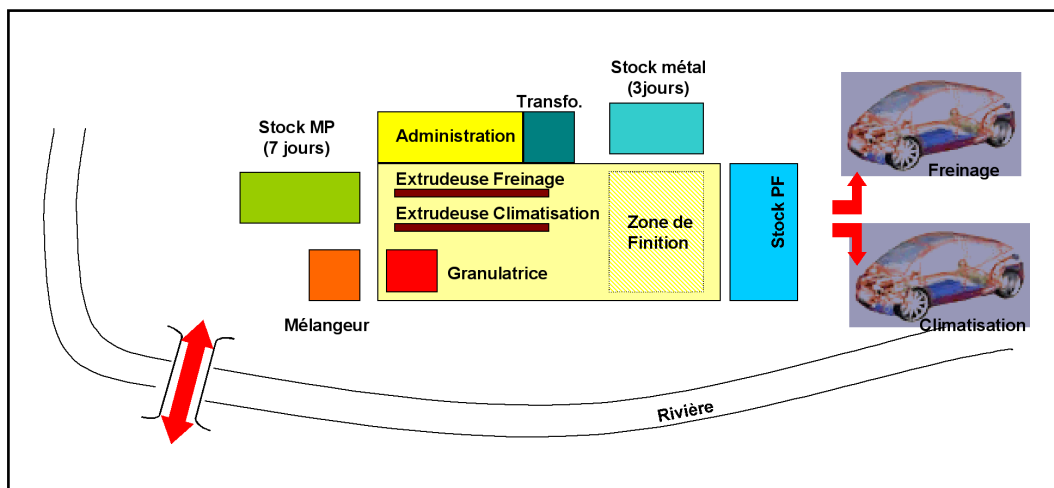 Stock métal
(3jours)
Transfo.
Stock MP
(7 jours)
Administration
Extrudeuse Freinage
Extrudeuse Climatisation
Zone de
Finition
Granulatrice
Mélangeur
Stock PF
Freinage
Climatisation
Rivière